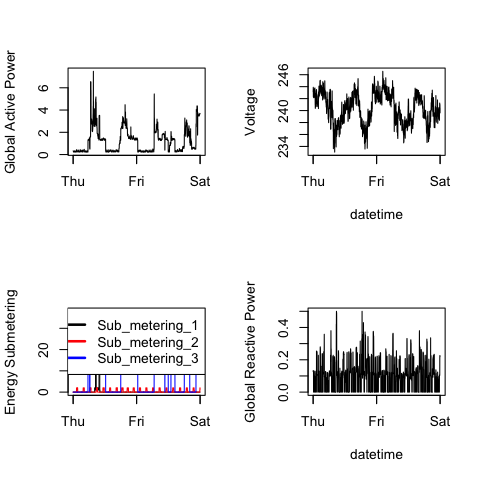 Global Active Power
0 2 4 6
Thu Fri Sat
Voltage
234 240 246
Thu Fri Sat
datetime
Energy Submetering
0 20
Sub_metering_1
Sub_metering_2
Sub_metering_3
Thu Fri Sat
Global Reactive Power
0.0 0.2 0.4
Thu Fri Sat
datetime